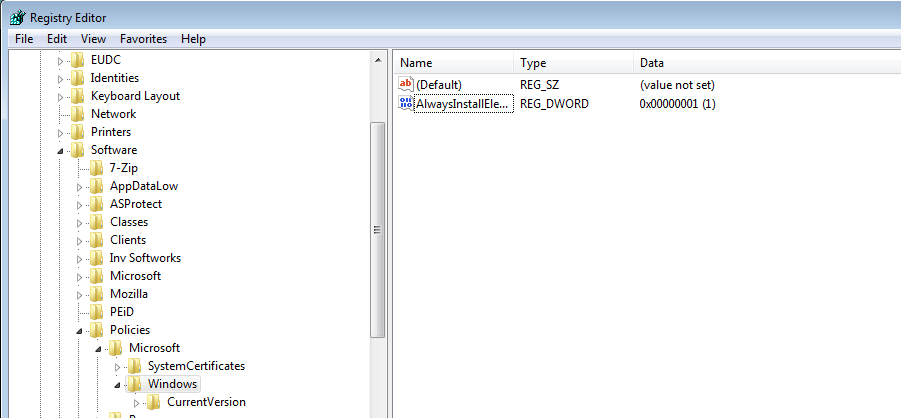 Registry Editor
File Edit View Favorites Help
EUDC
Identities
Keyboard Layout
Network
Printers
Software
7-Zip
AppDataLow
ASProtect
Classes
Clients
Inv Softworks
Microsoft
Mozilla
PEiD
Policies
Microsoft
SystemCertificates
Windows
CurrentVersion
Name Type Data
(Default) REG_SZ (value not set)
AlwaysInstallEle... REG_DWORD 0x00000001 (1)